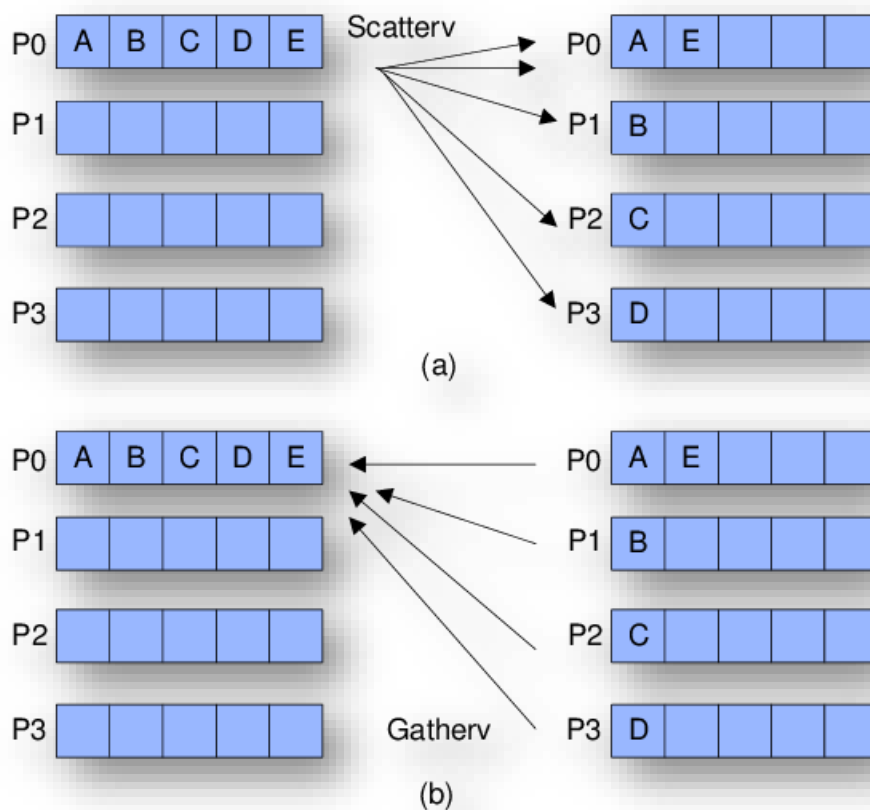 P0 A B C D E Scatterv P0 A E
P1 P1 B
P2 P2 C
P3 P3 D
(a)
P0 A B C D E P0 A E
P1 P1 B
P2 P2 C
P3 Gatherv P3 D
(b)